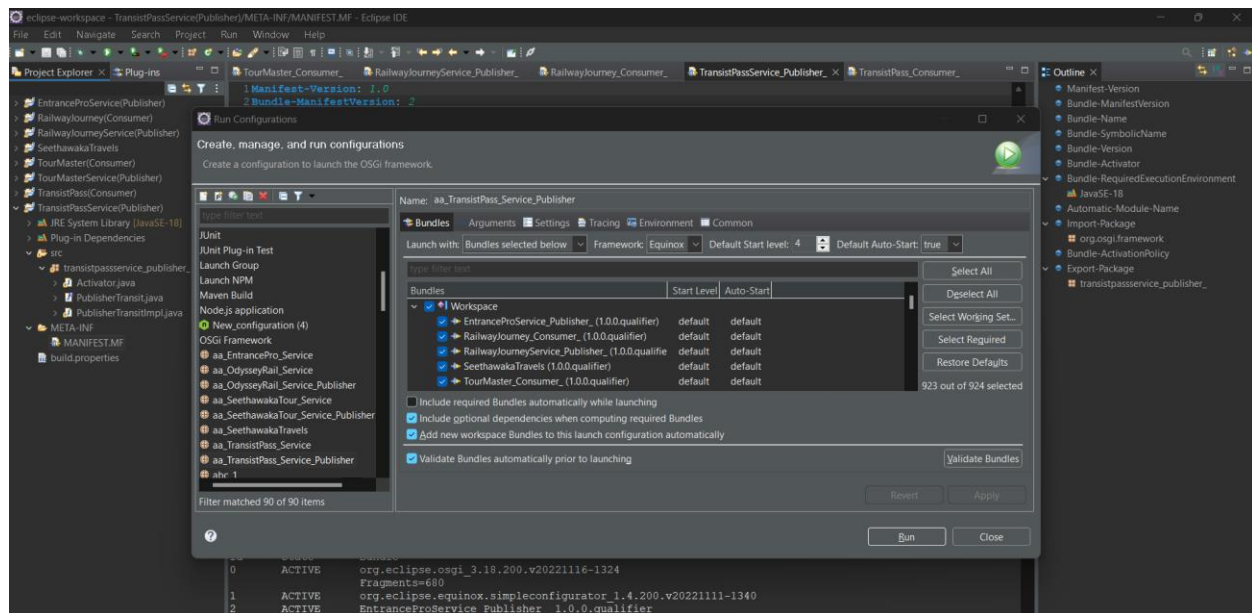 eclipse-workspace - TransistPassService(Publisher)/META-INF/MANIFEST.MF - Eclipse IDE
File Edit Navigate Search Project Run Window Help
Project Explorer Plug-ins
TourMaster_Consumer_ RailwayJourneyService_Publisher_ RailwayJourney_Consumer_ TransistPassService_Publisher_ TransistPass_Consumer_
EntranceProService(Publisher)
RailwayJourney(Consumer)
RailwayJourneyService(Publisher)
SeethawakaTravels
TourMaster(Consumer)
TourMasterService(Publisher)
TransistPass(Consumer)
TransistPassService(Publisher)
JRE System Library [JavaSE-18]
Plug-in Dependencies
src
transistpassservice_publisher_
Activator.java
PublisherTransit.java
PublisherTransitImpl.java
META-INF
MANIFEST.MF
build.properties
1 Manifest-Version: 1.0
2 Bundle-ManifestVersion: 2
Run Configurations
Create, manage, and run configurations
Create a configuration to launch the OSGi framework.
type filter text
JUnit
JUnit Plug-in Test
Launch Group
Launch NPM
Maven Build
Node.js application
New_configuration (4)
OSGi Framework
aa_EntrancePro_Service
aa_OdysseyRail_Service
aa_OdysseyRail_Service_Publisher
aa_SeethawakaTour_Service
aa_SeethawakaTour_Service_Publisher
aa_SeethawakaTravels
aa_TransistPass_Service
aa_TransistPass_Service_Publisher
abc_1
Filter matched 90 of 90 items
Name: aa_TransistPass_Service_Publisher
Bundles Arguments Settings Tracing Environment Common
Launch with: Bundles selected below Framework: Equinox Default Start level: 4 Default Auto-Start: true
type filter text
Bundles Start Level Auto-Start
Workspace
EntranceProService_Publisher_ (1.0.0.qualifier) default default
RailwayJourney_Consumer_ (1.0.0.qualifier) default default
RailwayJourneyService_Publisher_ (1.0.0.qualifie default default
SeethawakaTravels (1.0.0.qualifier) default default
TourMaster_Consumer_ (1.0.0.qualifier) default default
Select All
Deselect All
Select Working Set...
Select Required
Restore Defaults
923 out of 924 selected
Include required Bundles automatically while launching
Include optional dependencies when computing required Bundles
Add new workspace Bundles to this launch configuration automatically
Validate Bundles automatically prior to launching
Validate Bundles
Revert Apply
Run Close
0 ACTIVE org.eclipse.osgi_3.18.200.v20221116-1324
Fragments=680
1 ACTIVE org.eclipse.equinox.simpleconfigurator_1.4.200.v20221111-1340
2 ACTIVE EntranceProService_Publisher__1.0.0.qualifier
Outline
Manifest-Version
Bundle-ManifestVersion
Bundle-Name
Bundle-SymbolicName
Bundle-Version
Bundle-Activator
Bundle-RequiredExecutionEnvironment
JavaSE-18
Automatic-Module-Name
Import-Package
org.osgi.framework
Bundle-ActivationPolicy
Export-Package
transistpassservice_publisher_